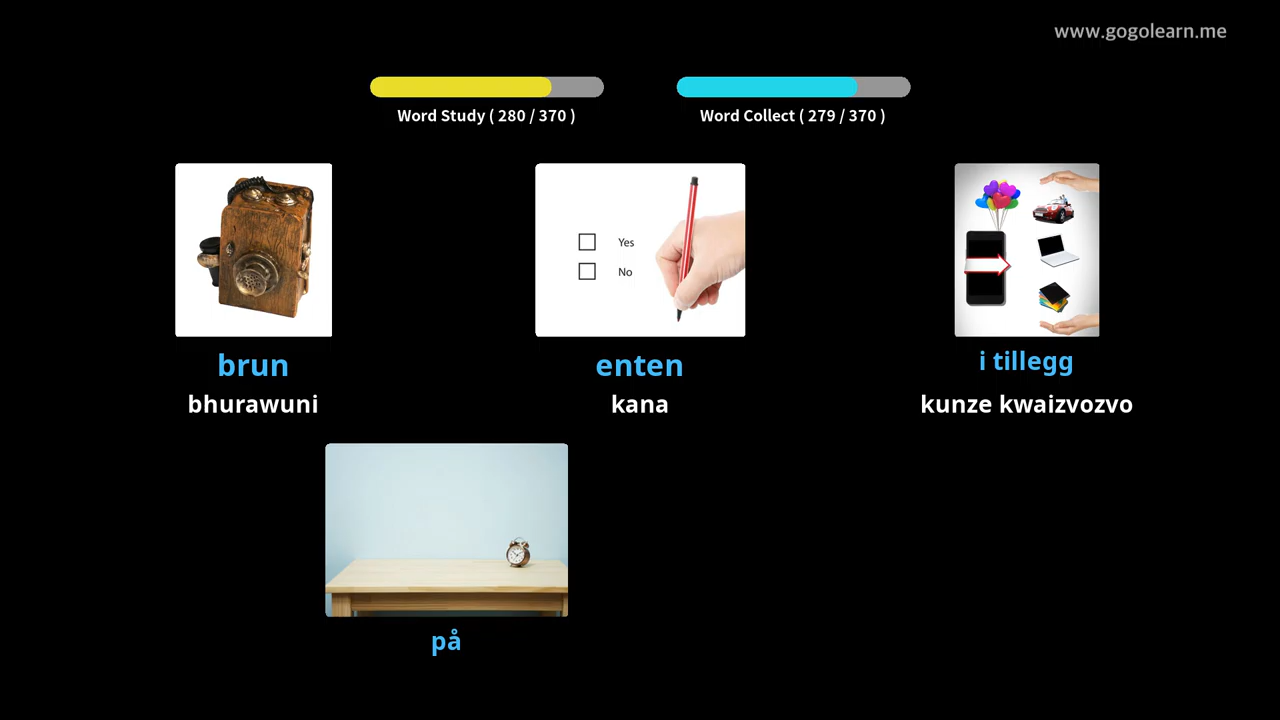 www.gogolearn.me
Word Study ( 280 / 370 )
Word Collect ( 279 / 370 )
Yes
No
brun
enten
i tillegg
bhurawuni
kana
kunze kwaizvozvo
på